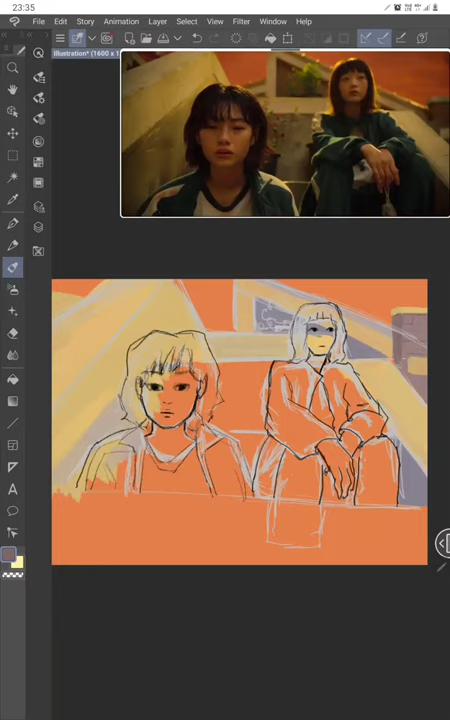 23:35
File Edit Story Animation Layer Select View Filter Window Help
Illustration* (1600 x 1